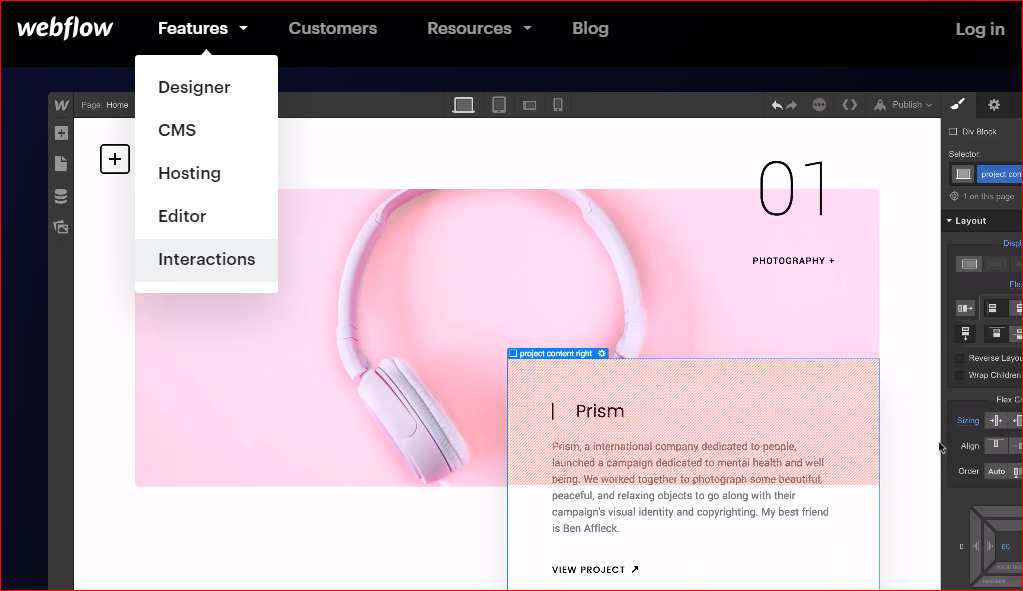 webflow
Features
Customers
Resources
Blog
Log in
Designer
CMS
Hosting
Editor
Interactions
W
Page: Home
Publish
Div Block
Selector:
project con
1 on this page
Layout
Displ
Fle
Reverse Layou
Wrap Children
Flex C
Sizing
Align
Order Auto
0
60
PADDING
MARGIN
01
PHOTOGRAPHY +
project content right
Prism
Prism, a international company dedicated to people,
launched a campaign dedicated to mental health and well
being. We worked together to photograph some beautiful,
peaceful, and relaxing objects to go along with their
campaign's visual identity and copyrighting. My best friend
is Ben Affleck.
VIEW PROJECT